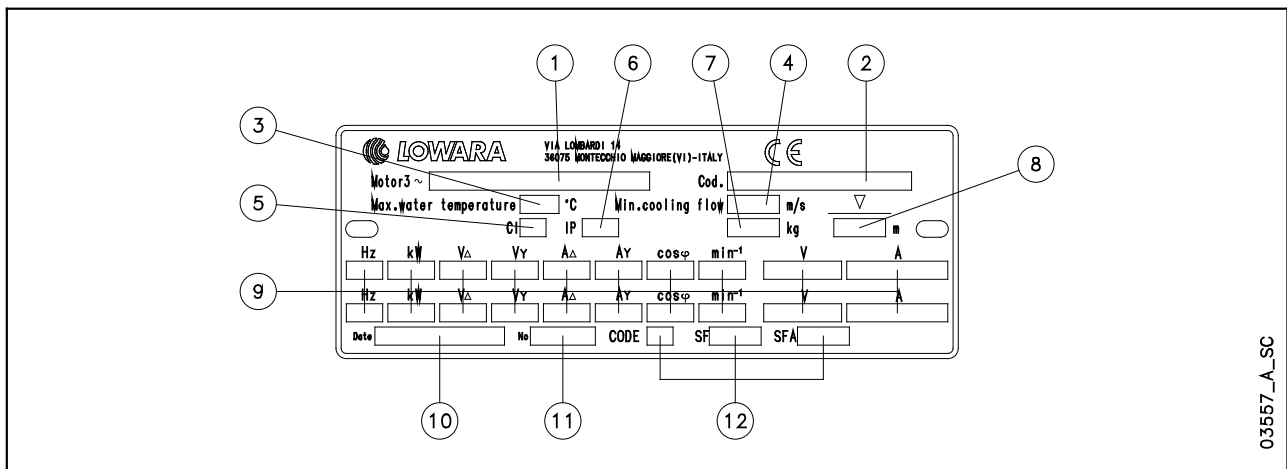 1 6 7 4 2
3
LOWARA VIA LOMBARDI 14
36075 MONTECCHIO MAGGIORE(VI)-ITALY CE
Motor3 ~ Cod.
8
Max.water temperature °C Min.cooling flow m/s ▽
5
Cl IP kg m
Hz kW V△ VY A△ AY cosφ min⁻¹ V A
9
Hz kW V△ VY A△ AY cosφ min⁻¹ V A
Date No CODE SF SFA
10 11 12
03557_A_SC